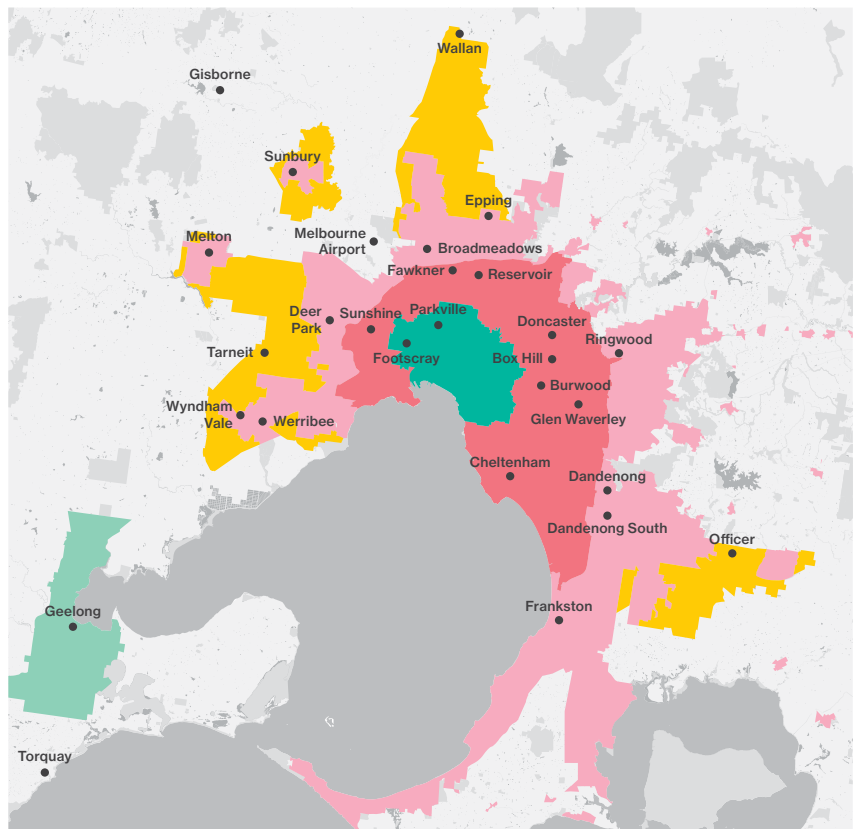 Wallan
Gisborne
Sunbury
Epping
Melbourne
Airport
Melton
Broadmeadows
Fawkner
Reservoir
Deer
Park
Sunshine
Parkville
Doncaster
Ringwood
Tarneit
Footscray
Box Hill
Burwood
Glen Waverley
Wyndham
Vale
Werribee
Cheltenham
Dandenong
Dandenong South
Officer
Geelong
Frankston
Torquay